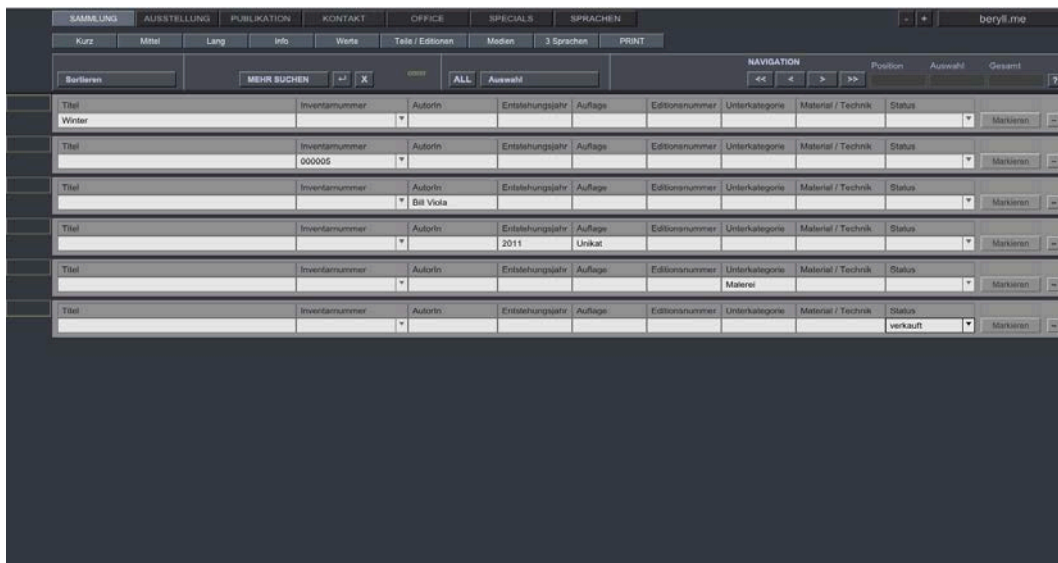 SAMMLUNG AUSSTELLUNG PUBLIKATION KONTAKT OFFICE SPECIALS SPRACHEN - + beryll.me
Kurz Mittel Lang Info Werte Teile / Editionen Medien 3 Sprachen PRINT
NAVIGATION Position Auswahl Gesamt
Sortieren MEHR SUCHEN ↵ X ALL Auswahl << < > >> ?
Titel Inventarnummer AutorIn Entstehungsjahr Auflage Editionsnummer Unterkategorie Material / Technik Status
Winter Markieren –
Titel Inventarnummer AutorIn Entstehungsjahr Auflage Editionsnummer Unterkategorie Material / Technik Status
000005 Markieren –
Titel Inventarnummer AutorIn Entstehungsjahr Auflage Editionsnummer Unterkategorie Material / Technik Status
Bill Viola Markieren –
Titel Inventarnummer AutorIn Entstehungsjahr Auflage Editionsnummer Unterkategorie Material / Technik Status
2011 Unikat Markieren –
Titel Inventarnummer AutorIn Entstehungsjahr Auflage Editionsnummer Unterkategorie Material / Technik Status
Malerei Markieren –
Titel Inventarnummer AutorIn Entstehungsjahr Auflage Editionsnummer Unterkategorie Material / Technik Status
verkauft Markieren –